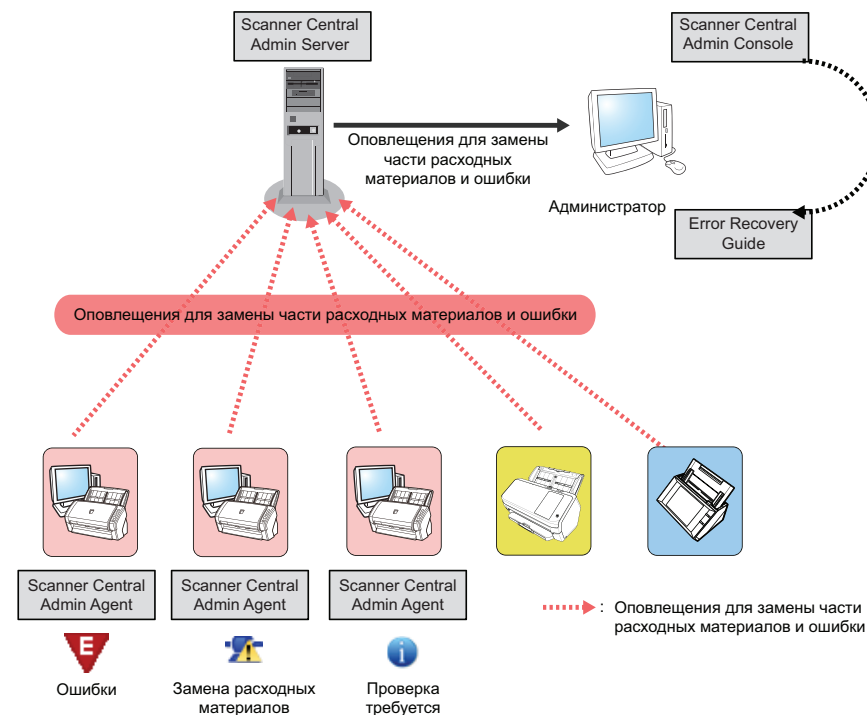 Scanner Central
Admin Server
Scanner Central
Admin Console
Оповлещения для замены
части расходных
материалов и ошибки
Администратор
Error Recovery
Guide
Оповлещения для замены части расходных материалов и ошибки
Scanner Central
Admin Agent
Scanner Central
Admin Agent
Scanner Central
Admin Agent
: Оповлещения для замены части
расходных материалов и ошибки
E
Ошибки
Замена расходных
материалов
i
Проверка
требуется